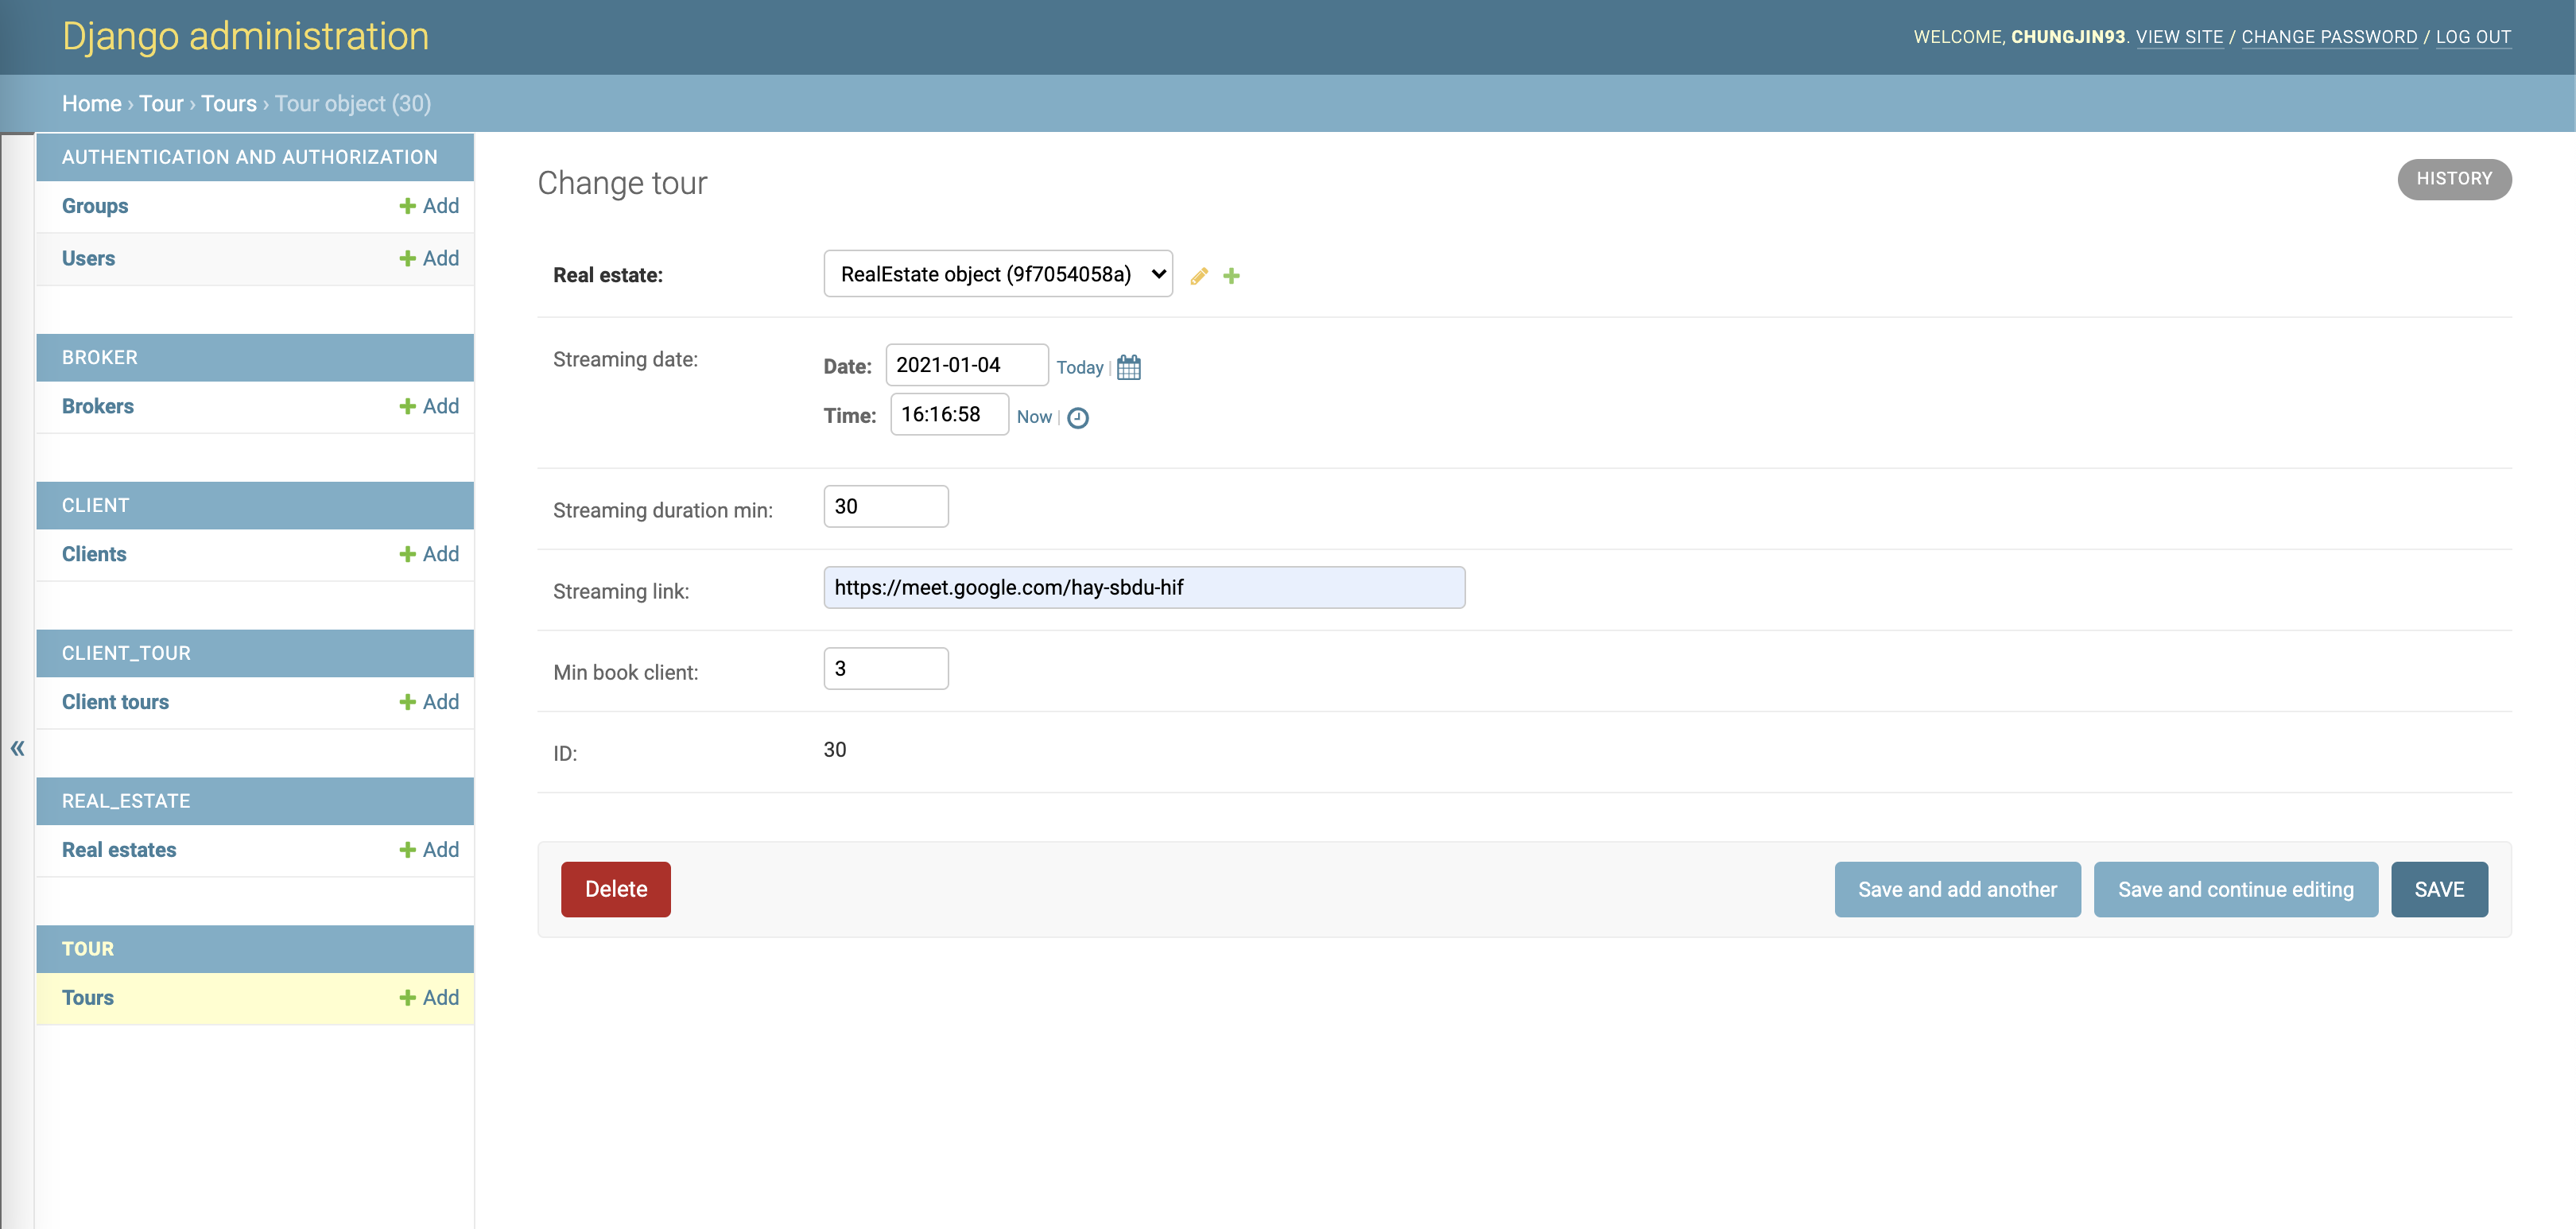 Django administration
WELCOME, CHUNGJIN93. VIEW SITE / CHANGE PASSWORD / LOG OUT
Home › Tour › Tours › Tour object (30)
AUTHENTICATION AND AUTHORIZATION
Groups Add
Users Add
BROKER
Brokers Add
CLIENT
Clients Add
CLIENT_TOUR
Client tours Add
REAL_ESTATE
Real estates Add
TOUR
Tours Add
«
Change tour
HISTORY
Real estate: RealEstate object (9f7054058a)
Streaming date: Date: 2021-01-04 Today |
Time: 16:16:58 Now |
Streaming duration min: 30
Streaming link: https://meet.google.com/hay-sbdu-hif
Min book client: 3
ID: 30
Delete Save and add another Save and continue editing SAVE